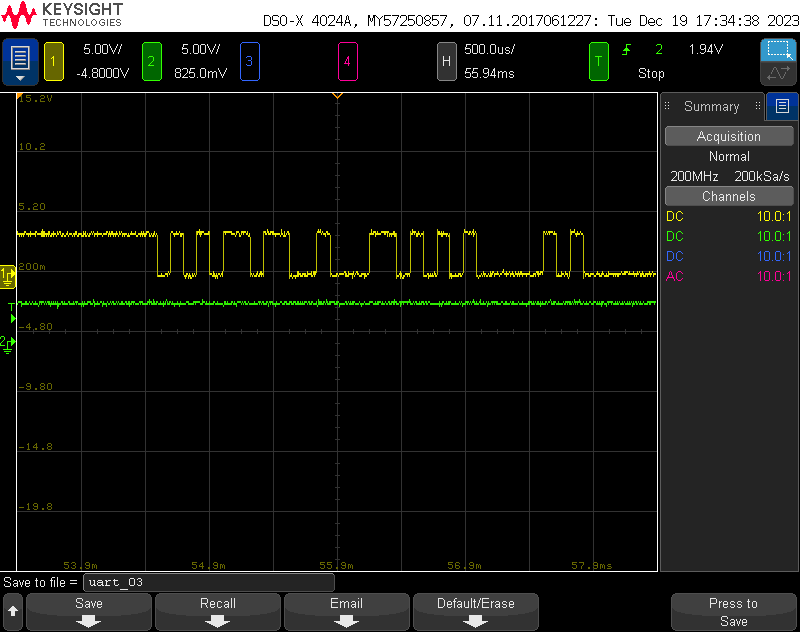 KEYSIGHT
TECHNOLOGIES
DSO-X 4024A, MY57250857, 07.11.2017061227: Tue Dec 19 17:34:38 2023
1 5.00V/ 2 5.00V/ 3 4 H 500.0us/ T 2 1.94V
-4.8000V 825.0mV 55.94ms Stop
15.2V
10.2
5.20
200m
-4.80
-9.80
-14.8
-19.8
1
T
2
53.9m 54.9m 55.9m 56.9m 57.9ms
Summary
Acquisition
Normal
200MHz 200kSa/s
Channels
DC 10.0:1
DC 10.0:1
DC 10.0:1
AC 10.0:1
Save to file = uart_03
Save Recall Email Default/Erase Press to
Save